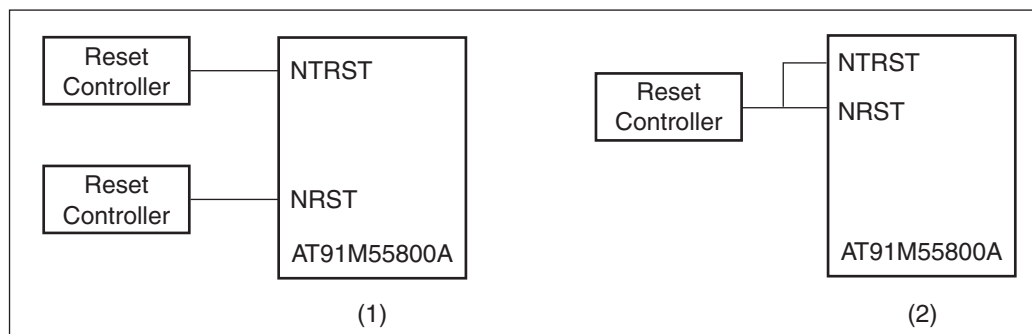 Reset
Controller
NTRST
Reset
Controller
NRST
AT91M55800A
(1)
Reset
Controller
NTRST
NRST
AT91M55800A
(2)